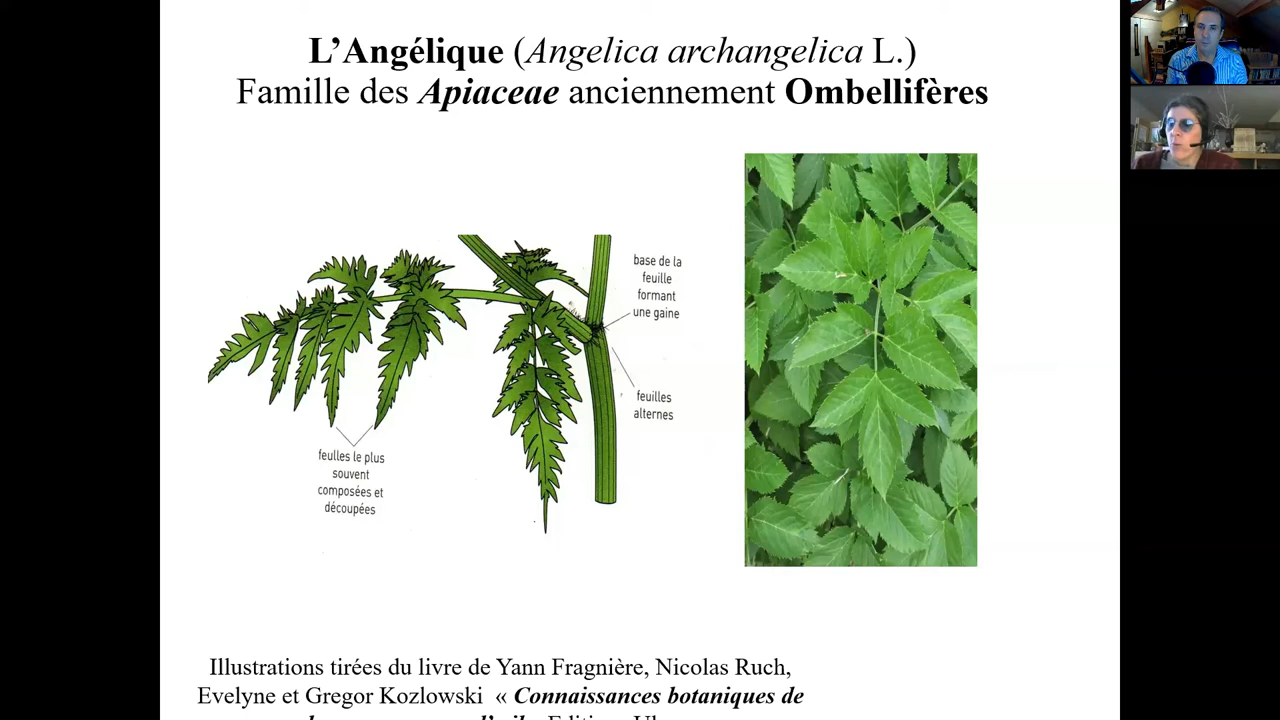 L’Angélique (Angelica archangelica L.)
Famille des Apiaceae anciennement Ombellifères
base de la
feuille
formant
une gaine
feuilles
alternes
feulles le plus
souvent
composées et
découpées
Illustrations tirées du livre de Yann Fragnière, Nicolas Ruch,
Evelyne et Gregor Kozlowski « Connaissances botaniques de